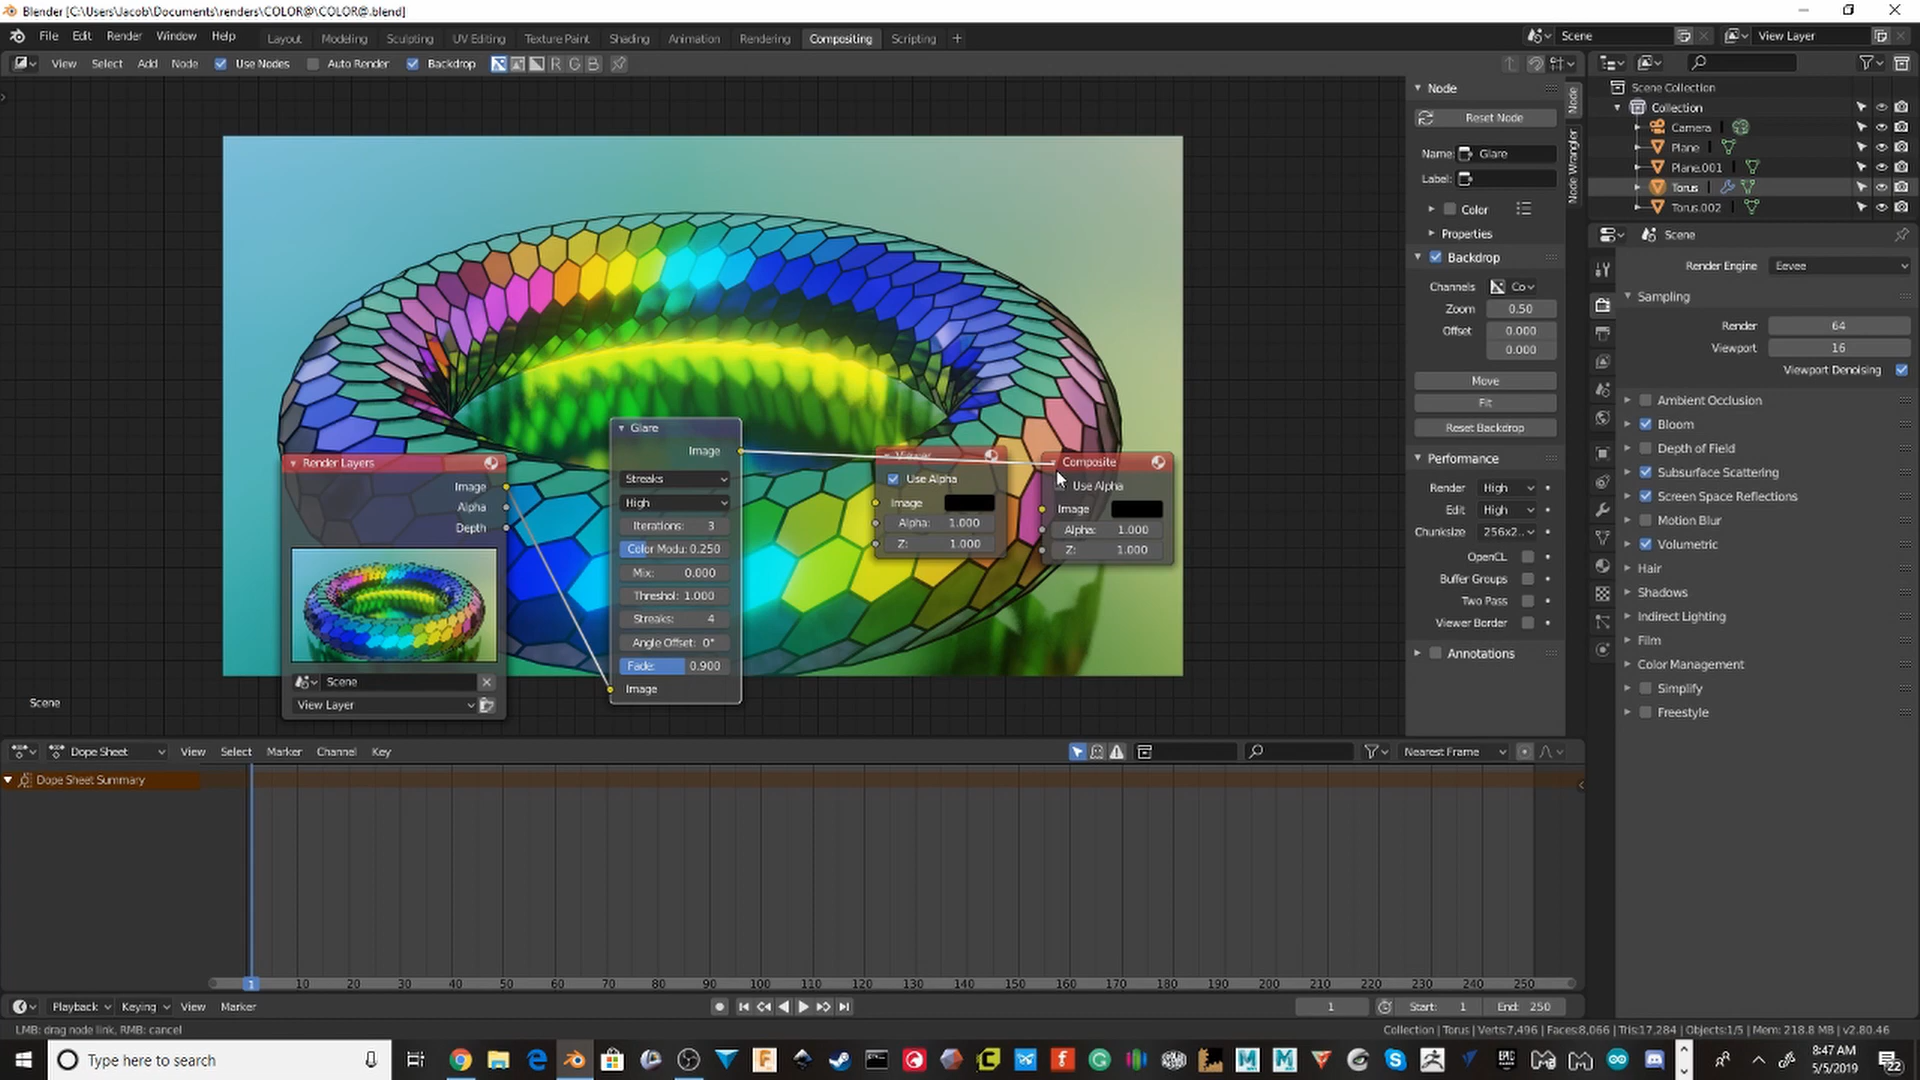 Blender [C:\Users\Jacob\Documents\renders\COLOR@\COLOR@.blend]
File Edit Render Window Help Layout Modeling Sculpting UV Editing Texture Paint Shading Animation Rendering Compositing Scripting + Scene View Layer
View Select Add Node Use Nodes Auto Render Backdrop R G B
Node
Reset Node
Name: Glare
Label:
Color
Properties
Backdrop
Channels Co
Zoom 0.50
Offset 0.000
0.000
Move
Fit
Reset Backdrop
Performance
Render High
Edit High
Chunksize 256x2..
OpenCL
Buffer Groups
Two Pass
Viewer Border
Annotations
Node
Node Wrangler
Scene Collection
Collection
Camera
Plane
Plane.001
Torus
Torus.002
Scene
Render Engine Eevee
Sampling
Render 64
Viewport 16
Viewport Denoising
Ambient Occlusion
Bloom
Depth of Field
Subsurface Scattering
Screen Space Reflections
Motion Blur
Volumetric
Hair
Shadows
Indirect Lighting
Film
Color Management
Simplify
Freestyle
Render Layers
Image
Alpha
Depth
Scene
View Layer
Glare
Image
Streaks
High
Iterations: 3
Color Modu: 0.250
Mix: 0.000
Threshol: 1.000
Streaks: 4
Angle Offset: 0°
Fade: 0.900
Image
Viewer
Use Alpha
Image
Alpha: 1.000
Z: 1.000
Composite
Use Alpha
Image
Alpha: 1.000
Z: 1.000
Scene
Dope Sheet View Select Marker Channel Key Nearest Frame
Dope Sheet Summary
1 10 20 30 40 50 60 70 80 90 100 110 120 130 140 150 160 170 180 190 200 210 220 230 240 250
Playback Keying View Marker 1 Start: 1 End: 250
LMB: drag node link, RMB: cancel
Collection | Torus | Verts:7,496 | Faces:8,066 | Tris:17,284 | Objects:1/5 | Mem: 218.8 MB | v2.80.46
Type here to search
8:47 AM
5/5/2019
22